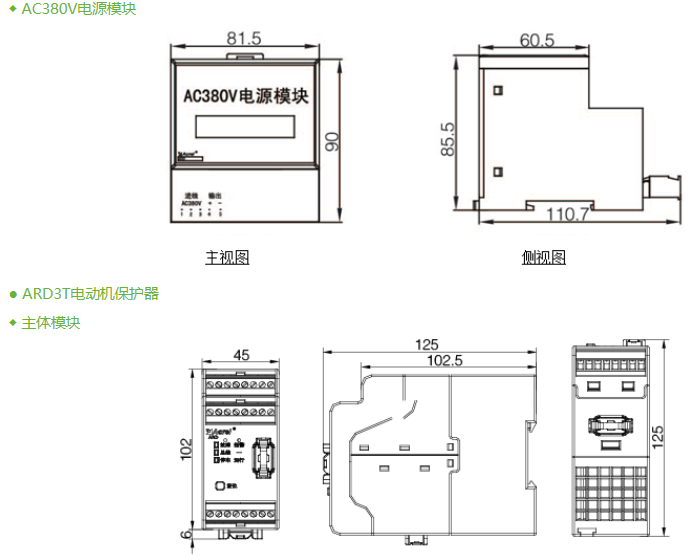 AC380V电源模块
81.5
60.5
AC380V电源模块
90
85.5
Acrel
进线 输出
AC380V + -
1 2 3 4 5
110.7
主视图
侧视图
ARD3T电动机保护器
主体模块
45
125
102.5
Acrel
ARD
102
125
6